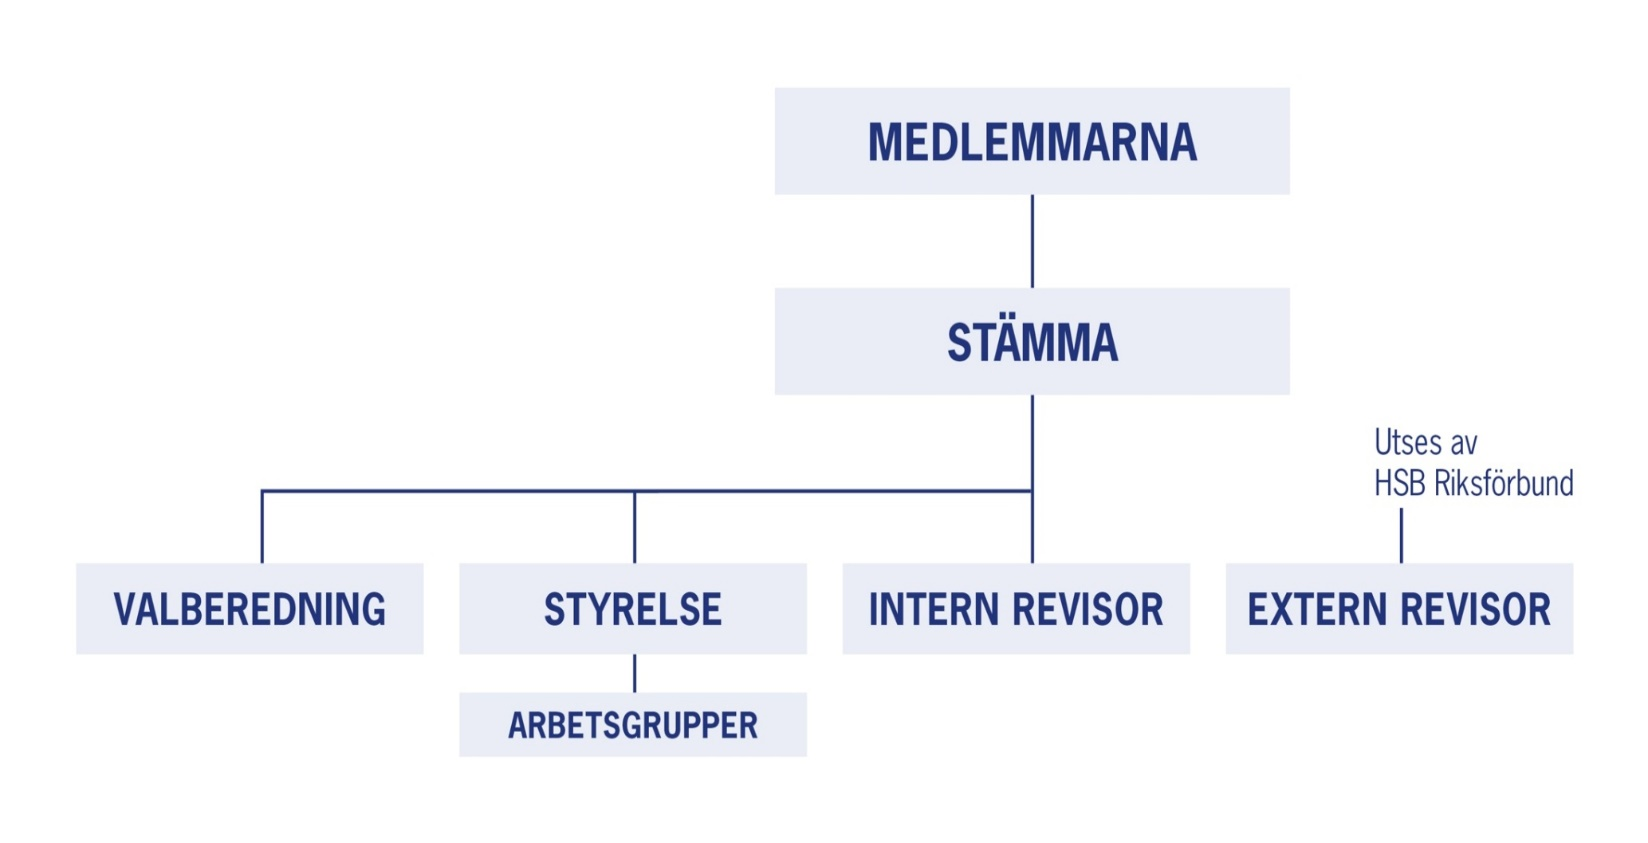 MEDLEMMARNA
STÄMMA
Utses av
HSB Riksförbund
VALBEREDNING
STYRELSE
INTERN REVISOR
EXTERN REVISOR
ARBETSGRUPPER